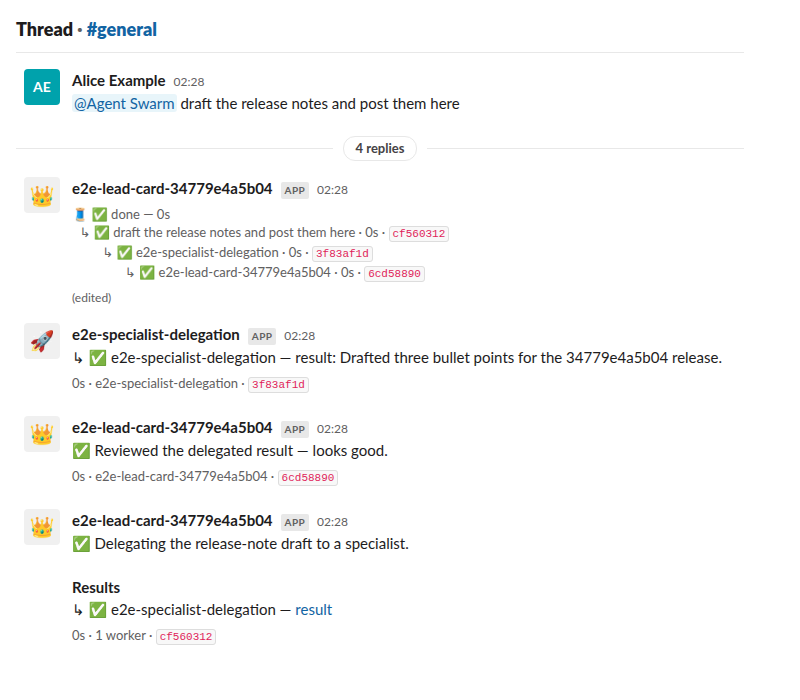 Thread · #general
AE
Alice Example 02:28
@Agent Swarm draft the release notes and post them here
4 replies
e2e-lead-card-34779e4a5b04 APP 02:28
🧵 ✅ done — 0s
↳ ✅ draft the release notes and post them here · 0s · cf560312
↳ ✅ e2e-specialist-delegation · 0s · 3f83af1d
↳ ✅ e2e-lead-card-34779e4a5b04 · 0s · 6cd58890
(edited)
e2e-specialist-delegation APP 02:28
↳ ✅ e2e-specialist-delegation — result: Drafted three bullet points for the 34779e4a5b04 release.
0s · e2e-specialist-delegation · 3f83af1d
e2e-lead-card-34779e4a5b04 APP 02:28
✅ Reviewed the delegated result — looks good.
0s · e2e-lead-card-34779e4a5b04 · 6cd58890
e2e-lead-card-34779e4a5b04 APP 02:28
✅ Delegating the release-note draft to a specialist.
Results
↳ ✅ e2e-specialist-delegation — result
0s · 1 worker · cf560312